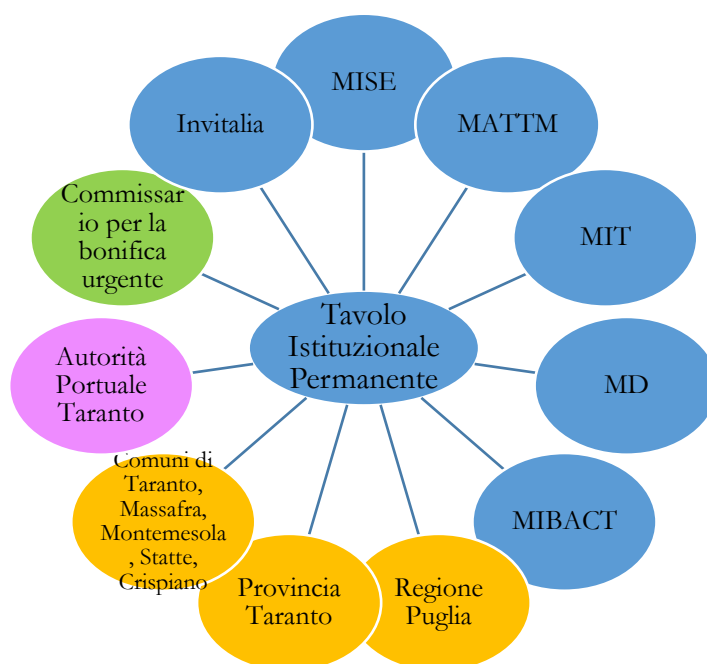 MISE
MATTM
MIT
MD
MIBACT
Regione
Puglia
Provincia
Taranto
Comuni di
Taranto,
Massafra,
Montemesola
, Statte,
Crispiano
Autorità
Portuale
Taranto
Commissar
io per la
bonifica
urgente
Invitalia
Tavolo
Istituzionale
Permanente